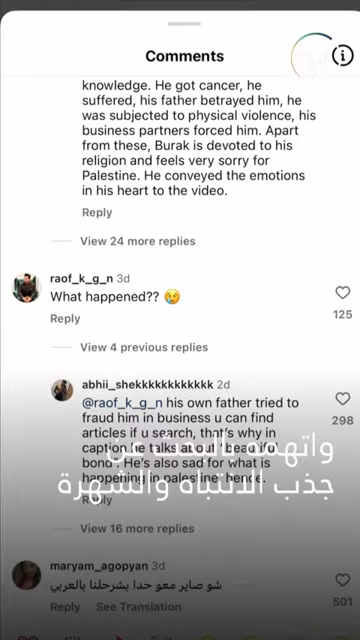 Comments
knowledge. He got cancer, he
suffered, his father betrayed him, he
was subjected to physical violence, his
business partners forced him. Apart
from these, Burak is devoted to his
religion and feels very sorry for
Palestine. He conveyed the emotions
in his heart to the video.
Reply
View 24 more replies
raof_k_g_n 3d
What happened?? 😢
125
Reply
View 4 previous replies
abhii_shekkkkkkkkkkkk 2d
@raof_k_g_n his own father tried to
fraud him in business u can find
298
articles if u search, that's why in
caption he talks about
bond. He's also sad for what is
happening in palestine hence.
واتهمه بالبحث عن
جذب الانتباه والشهرة
Reply
View 16 more replies
maryam_agopyan 3d
شو صاير معو حدا يشرحلنا بالعربي
501
Reply See Translation